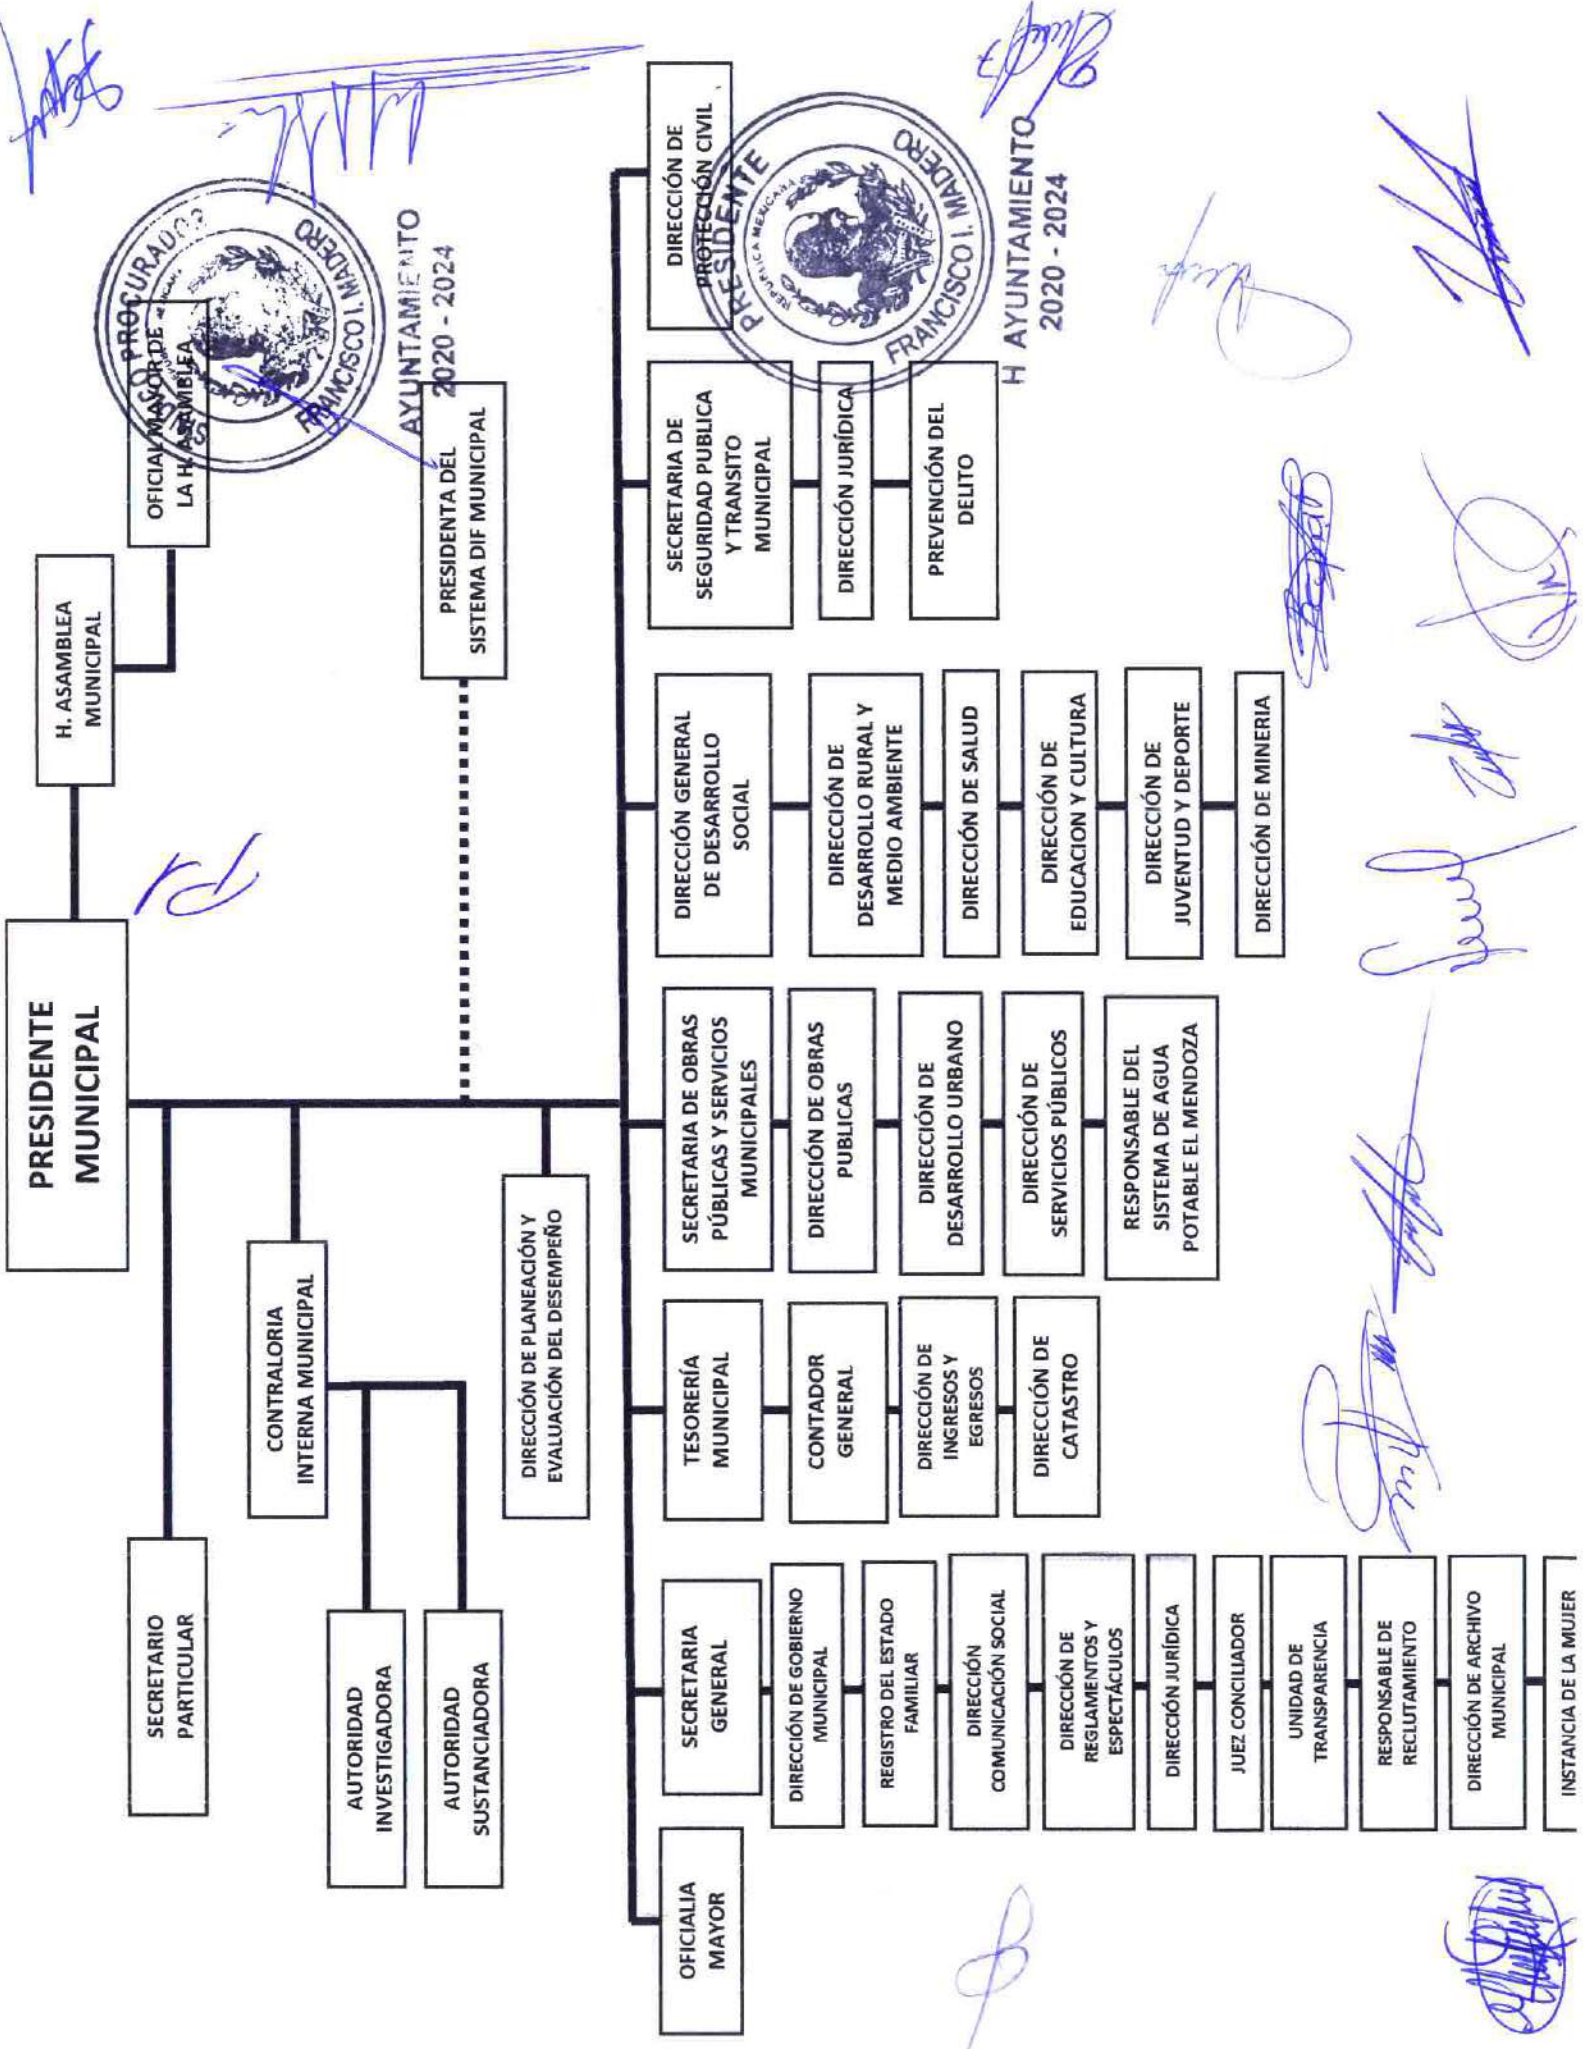 PRESIDENTE
MUNICIPAL
H. ASAMBLEA
MUNICIPAL
OFICIAL MAYOR DE
LA H. ASAMBLEA
SECRETARIO
PARTICULAR
CONTRALORIA
INTERNA MUNICIPAL
AUTORIDAD
INVESTIGADORA
AUTORIDAD
SUSTANCIADORA
PRESIDENTA DEL
SISTEMA DIF MUNICIPAL
DIRECCIÓN DE PLANEACIÓN Y
EVALUACIÓN DEL DESEMPEÑO
OFICIALIA
MAYOR
SECRETARIA
GENERAL
DIRECCIÓN DE GOBIERNO
MUNICIPAL
REGISTRO DEL ESTADO
FAMILIAR
DIRECCIÓN
COMUNICACIÓN SOCIAL
DIRECCIÓN DE
REGLAMENTOS Y
ESPECTÁCULOS
DIRECCIÓN JURÍDICA
JUEZ CONCILIADOR
UNIDAD DE
TRANSPARENCIA
RESPONSABLE DE
RECLUTAMIENTO
DIRECCIÓN DE ARCHIVO
MUNICIPAL
INSTANCIA DE LA MUJER
TESORERÍA
MUNICIPAL
CONTADOR
GENERAL
DIRECCIÓN DE
INGRESOS Y
EGRESOS
DIRECCIÓN DE
CATASTRO
SECRETARIA DE OBRAS
PÚBLICAS Y SERVICIOS
MUNICIPALES
DIRECCIÓN DE OBRAS
PUBLICAS
DIRECCIÓN DE
DESARROLLO URBANO
DIRECCIÓN DE
SERVICIOS PÚBLICOS
RESPONSABLE DEL
SISTEMA DE AGUA
POTABLE EL MENDOZA
DIRECCIÓN GENERAL
DE DESARROLLO
SOCIAL
DIRECCIÓN DE
DESARROLLO RURAL Y
MEDIO AMBIENTE
DIRECCIÓN DE SALUD
DIRECCIÓN DE
EDUCACION Y CULTURA
DIRECCIÓN DE
JUVENTUD Y DEPORTE
DIRECCIÓN DE MINERIA
SECRETARIA DE
SEGURIDAD PUBLICA
Y TRANSITO
MUNICIPAL
DIRECCIÓN JURÍDICA
PREVENCIÓN DEL
DELITO
DIRECCIÓN DE
PROTECCIÓN CIVIL
SINDICO PROCURADOR
FRANCISCO I. MADERO
AYUNTAMIENTO
2020 - 2024
PRESIDENTE
REPUBLICA MEXICANA
FRANCISCO I. MADERO
H AYUNTAMIENTO
2020 - 2024